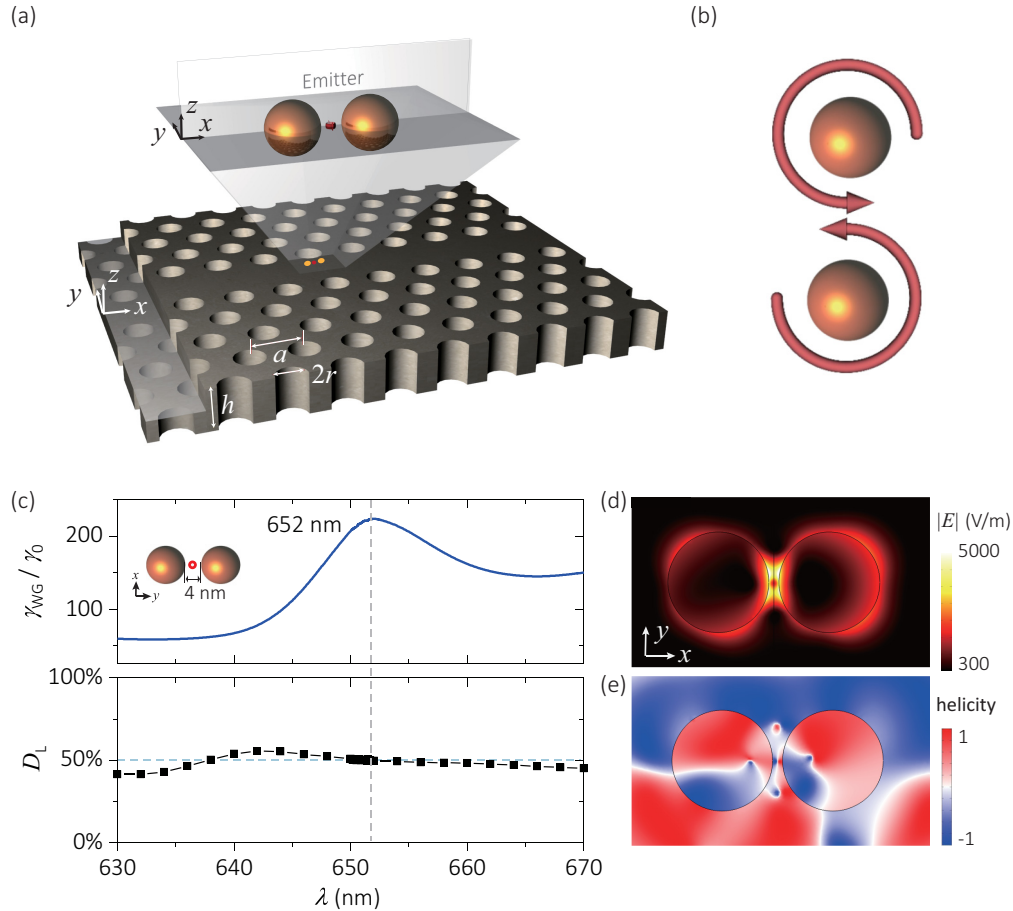 (a)
Emitter
z
y
x
z
y
x
a
2r
h
(b)
(c)
652 nm
x
y
4 nm
γWG / γ0
200
100
100%
50%
0%
DL
630
640
650
660
670
λ (nm)
(d)
|E| (V/m)
5000
300
y
x
(e)
helicity
1
-1